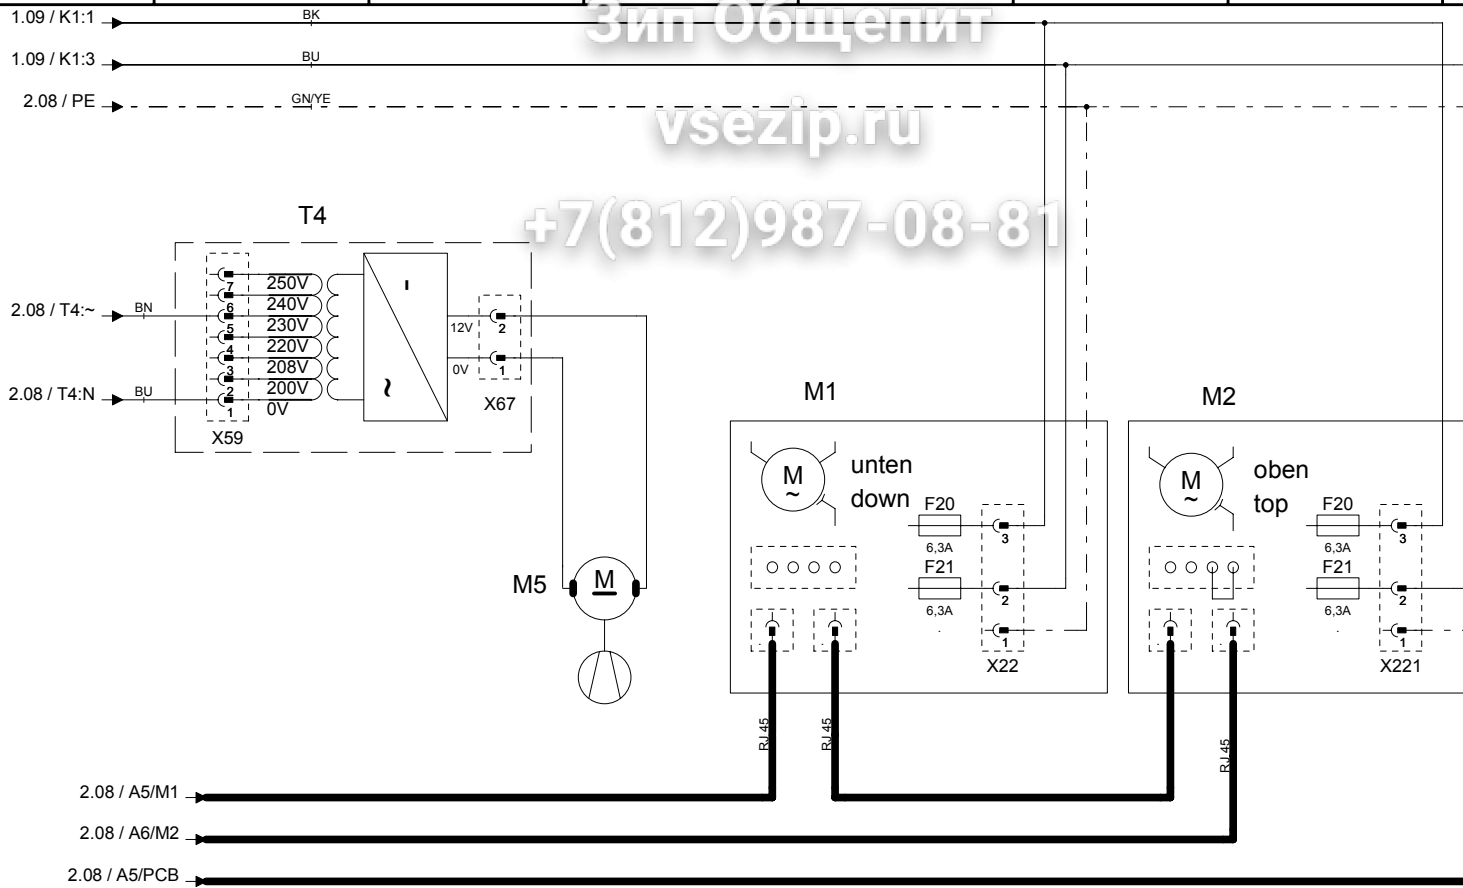 1.09 / K1:1
BK
Зип Общепит
1.09 / K1:3
BU
2.08 / PE
GN/YE
vsezip.ru
+7(812)987-08-81
T4
7
250V
6
240V
5
230V
4
220V
3
208V
2
200V
1
0V
X59
2.08 / T4:~
BN
2.08 / T4:N
BU
12V
0V
2
1
X67
M5
M
M1
M
~
unten
down
F20
6,3A
F21
6,3A
3
2
1
X22
RJ 45
RJ 45
M2
M
~
oben
top
F20
6,3A
F21
6,3A
3
2
1
X221
RJ 45
2.08 / A5/M1
2.08 / A6/M2
2.08 / A5/PCB